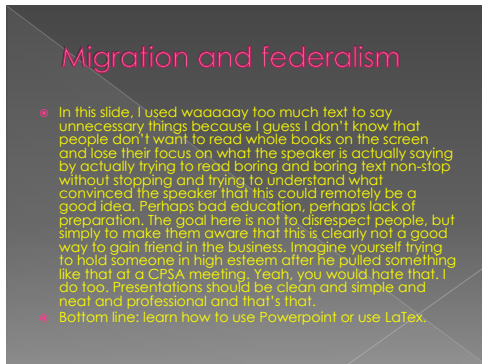 Migration and federalism
In this slide, I used waaaaay too much text to say
unnecessary things because I guess I don't know that
people don't want to read whole books on the screen
and lose their focus on what the speaker is actually saying
by actually trying to read boring and boring text non-stop
without stopping and trying to understand what
convinced the speaker that this could remotely be a
good idea. Perhaps bad education, perhaps lack of
preparation. The goal here is not to disrespect people, but
simply to make them aware that this is clearly not a good
way to gain friend in the business. Imagine yourself trying
to hold someone in high esteem after he pulled something
like that at a CPSA meeting. Yeah, you would hate that. I
do too. Presentations should be clean and simple and
neat and professional and that's that.
Bottom line: learn how to use Powerpoint or use LaTex.